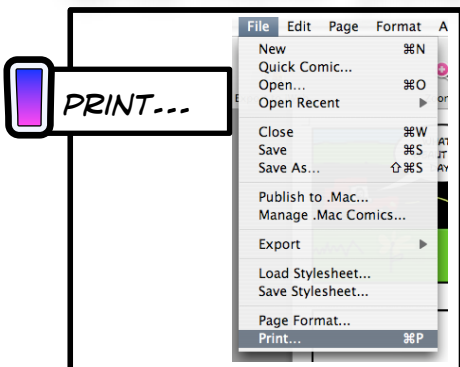 File Edit Page Format A
PRINT...
New ⌘N
Quick Comic...
Open... ⌘O
Open Recent ▶
Close ⌘W
Save ⌘S
Save As... ⇧⌘S
Publish to .Mac...
Manage .Mac Comics...
Export ▶
Load Stylesheet...
Save Stylesheet...
Page Format...
Print... ⌘P